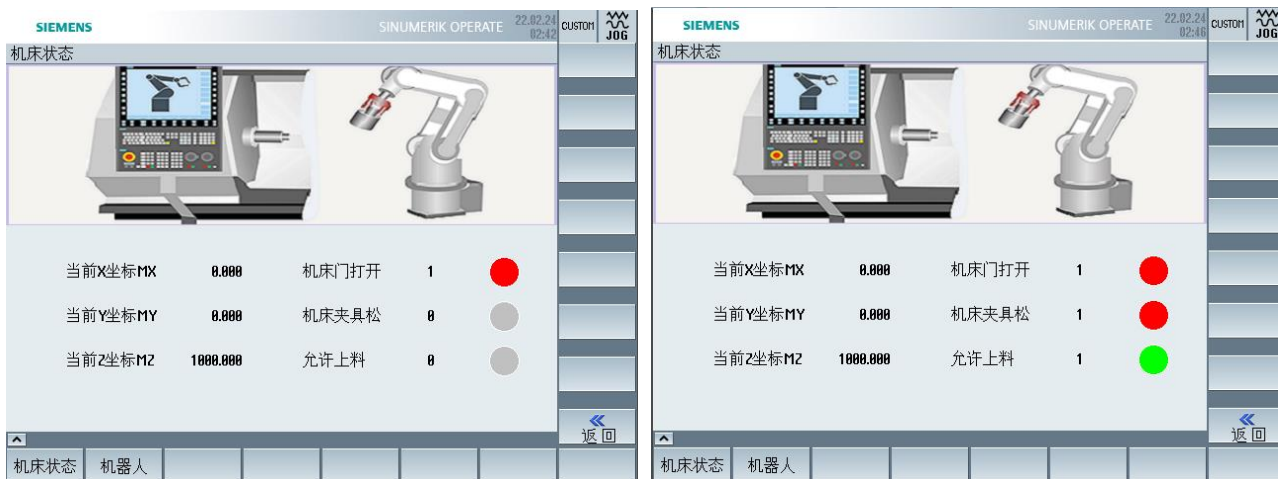 SIEMENS SINUMERIK OPERATE 22.02.24 02:42 CUSTOM JOG
机床状态
当前X坐标MX 0.000 机床门打开 1
当前Y坐标MY 0.000 机床夹具松 0
当前Z坐标MZ 1000.000 允许上料 0
返回
机床状态 机器人
SIEMENS SINUMERIK OPERATE 22.02.24 02:46 CUSTOM JOG
机床状态
当前X坐标MX 0.000 机床门打开 1
当前Y坐标MY 0.000 机床夹具松 1
当前Z坐标MZ 1000.000 允许上料 1
返回
机床状态 机器人